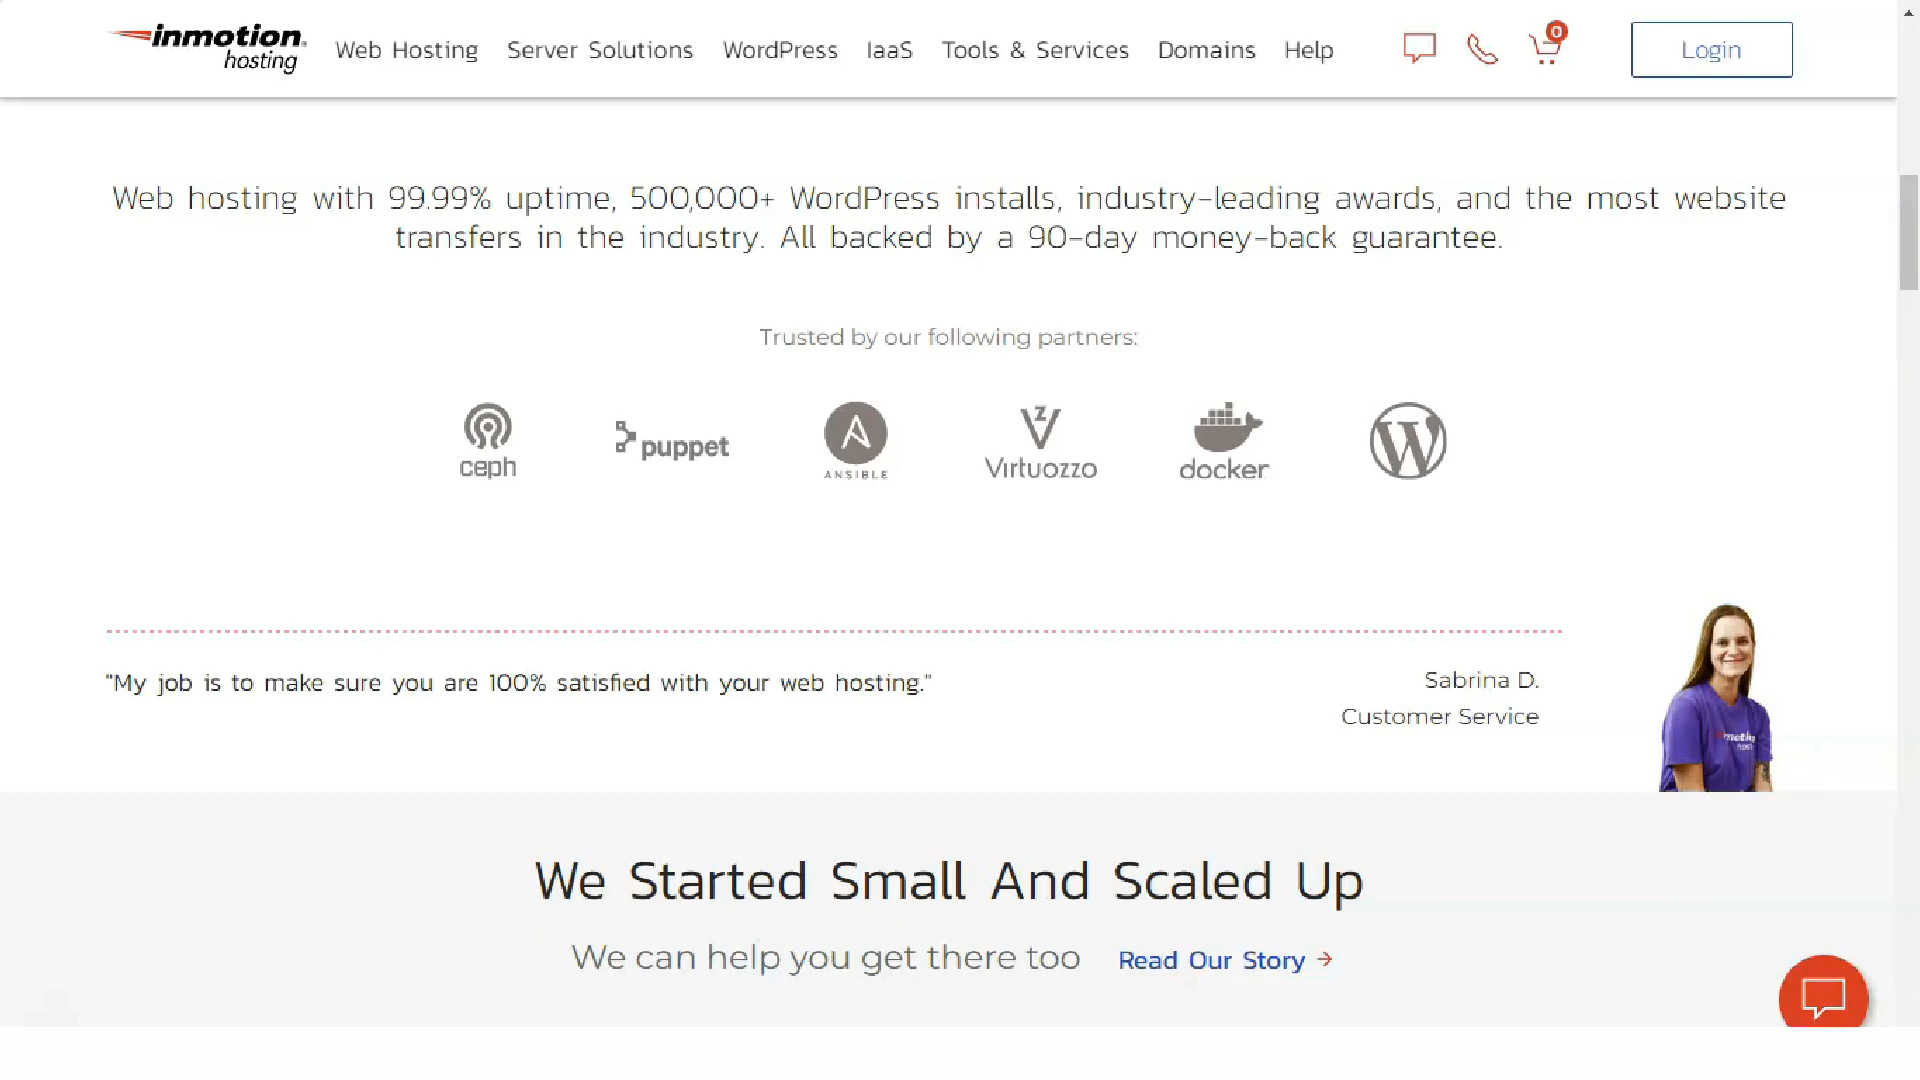 inmotion hosting
Web Hosting
Server Solutions
WordPress
IaaS
Tools & Services
Domains
Help
0
Login
Web hosting with 99.99% uptime, 500,000+ WordPress installs, industry-leading awards, and the most website
transfers in the industry. All backed by a 90-day money-back guarantee.
Trusted by our following partners:
ceph
puppet
ANSIBLE
Virtuozzo
docker
"My job is to make sure you are 100% satisfied with your web hosting."
Sabrina D.
Customer Service
We Started Small And Scaled Up
We can help you get there too
Read Our Story